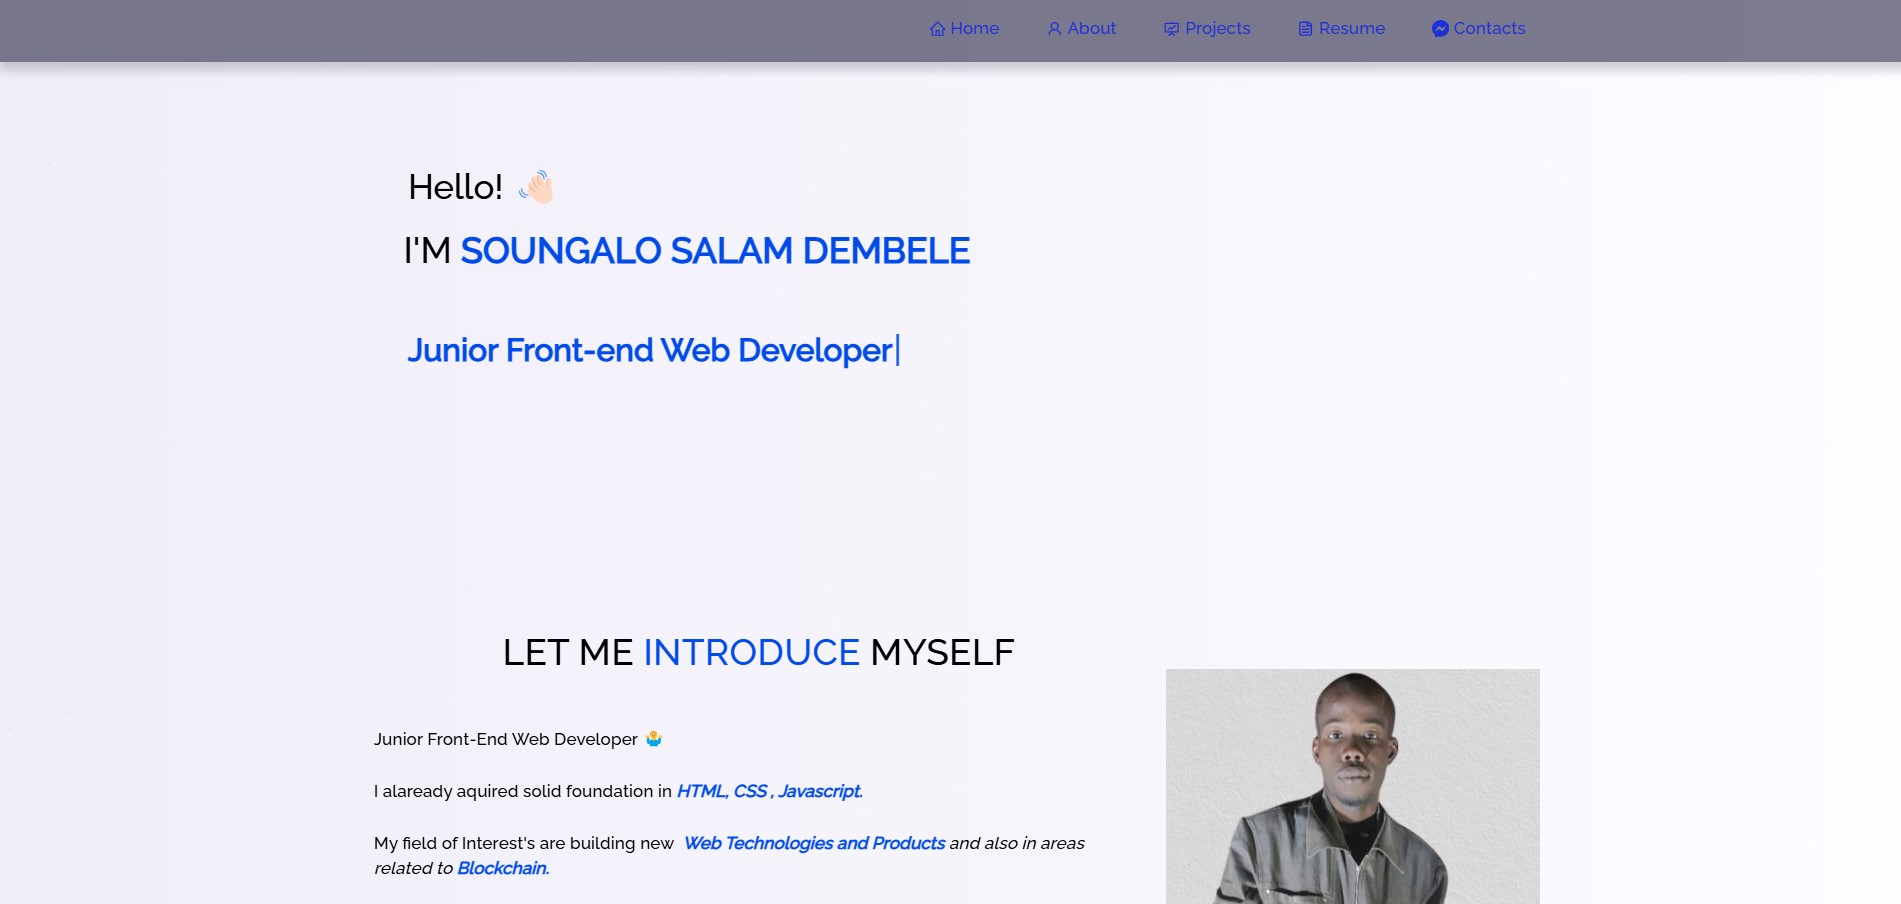 Home About Projects Resume Contacts
Hello! 👋🏻
I'M SOUNGALO SALAM DEMBELE
Junior Front-end Web Developer|
LET ME INTRODUCE MYSELF
Junior Front-End Web Developer 🤷
I alaready aquired solid foundation in HTML, CSS , Javascript.
My field of Interest's are building new Web Technologies and Products and also in areas
related to Blockchain.